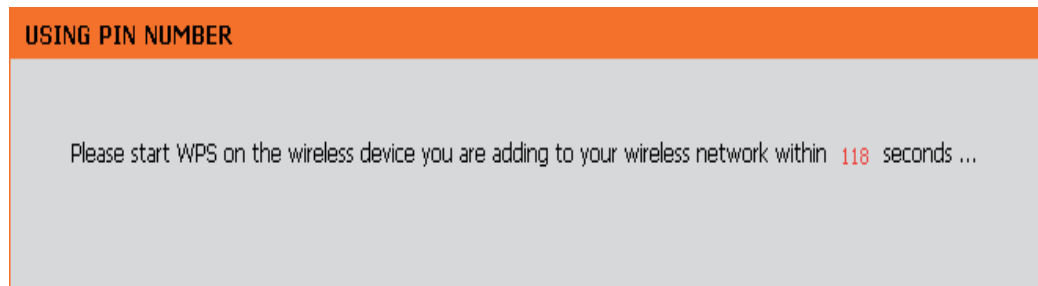 USING PIN NUMBER
Please start WPS on the wireless device you are adding to your wireless network within 118 seconds ...